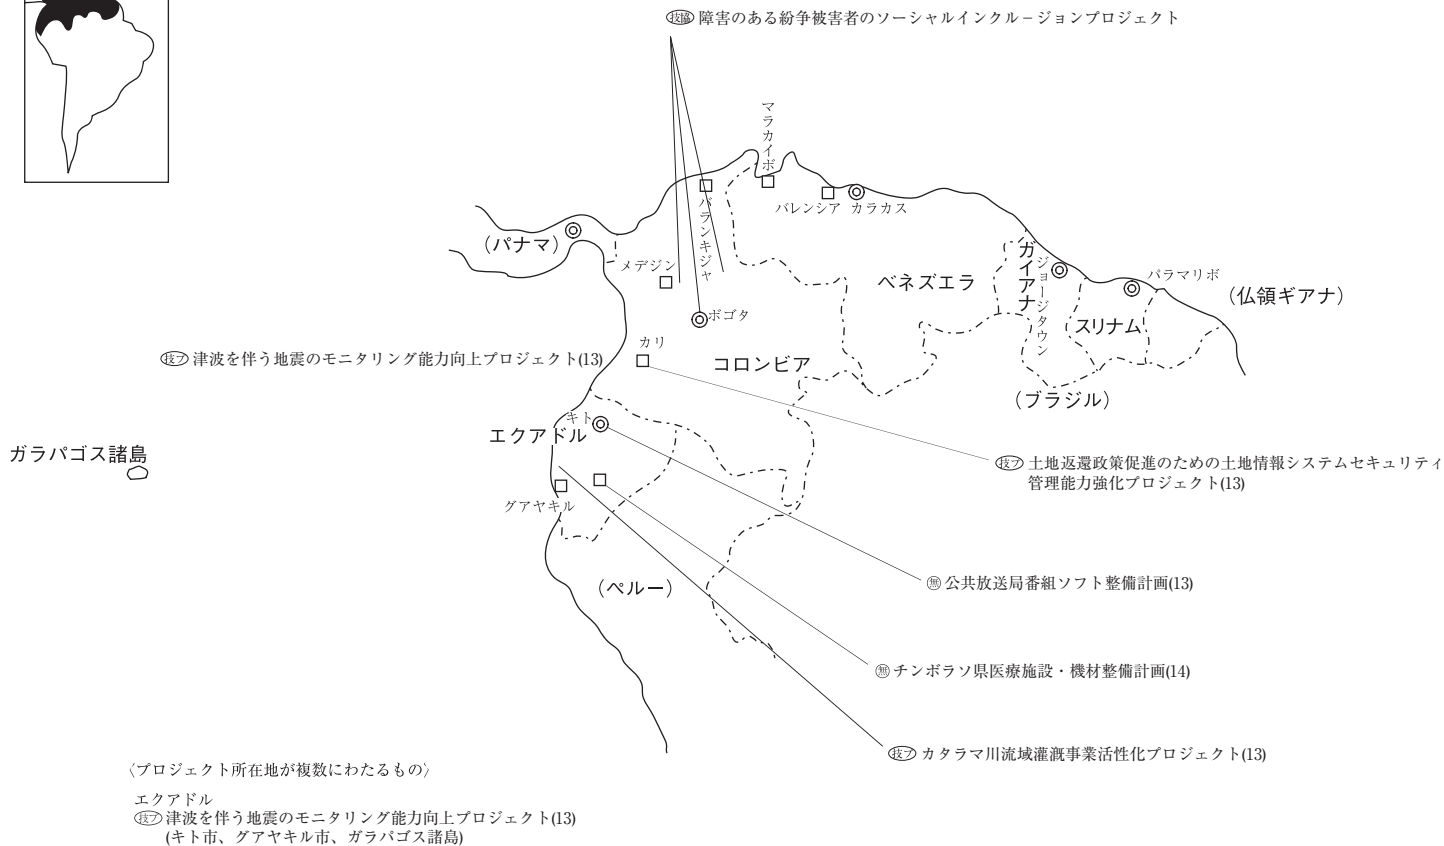 技協 障害のある紛争被害者のソーシャルインクル－ジョンプロジェクト
マラカイボ
バレンシア
カラカス
バランキジャ
(パナマ)
メデジン
ベネズエラ
ガイアナ
ジョージタウン
パラマリボ
(仏領ギアナ)
ボゴタ
スリナム
カリ
技プ 津波を伴う地震のモニタリング能力向上プロジェクト(13)
コロンビア
(ブラジル)
キト
エクアドル
ガラパゴス諸島
技プ 土地返還政策促進のための土地情報システムセキュリティ
管理能力強化プロジェクト(13)
グアヤキル
無 公共放送局番組ソフト整備計画(13)
(ペルー)
無 チンボラソ県医療施設・機材整備計画(14)
技プ カタラマ川流域灌漑事業活性化プロジェクト(13)
〈プロジェクト所在地が複数にわたるもの〉
エクアドル
技プ 津波を伴う地震のモニタリング能力向上プロジェクト(13)
(キト市、グアヤキル市、ガラパゴス諸島)